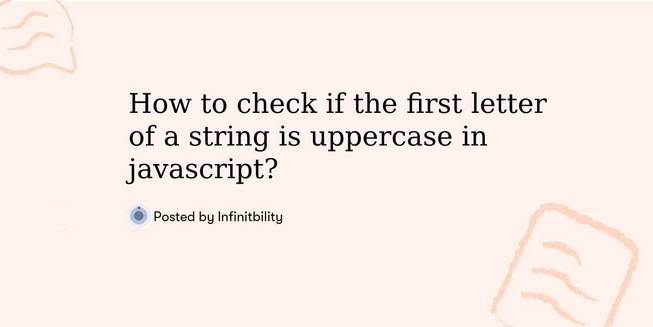 How to check if the first letter
of a string is uppercase in
javascript?
Posted by Infinitbility